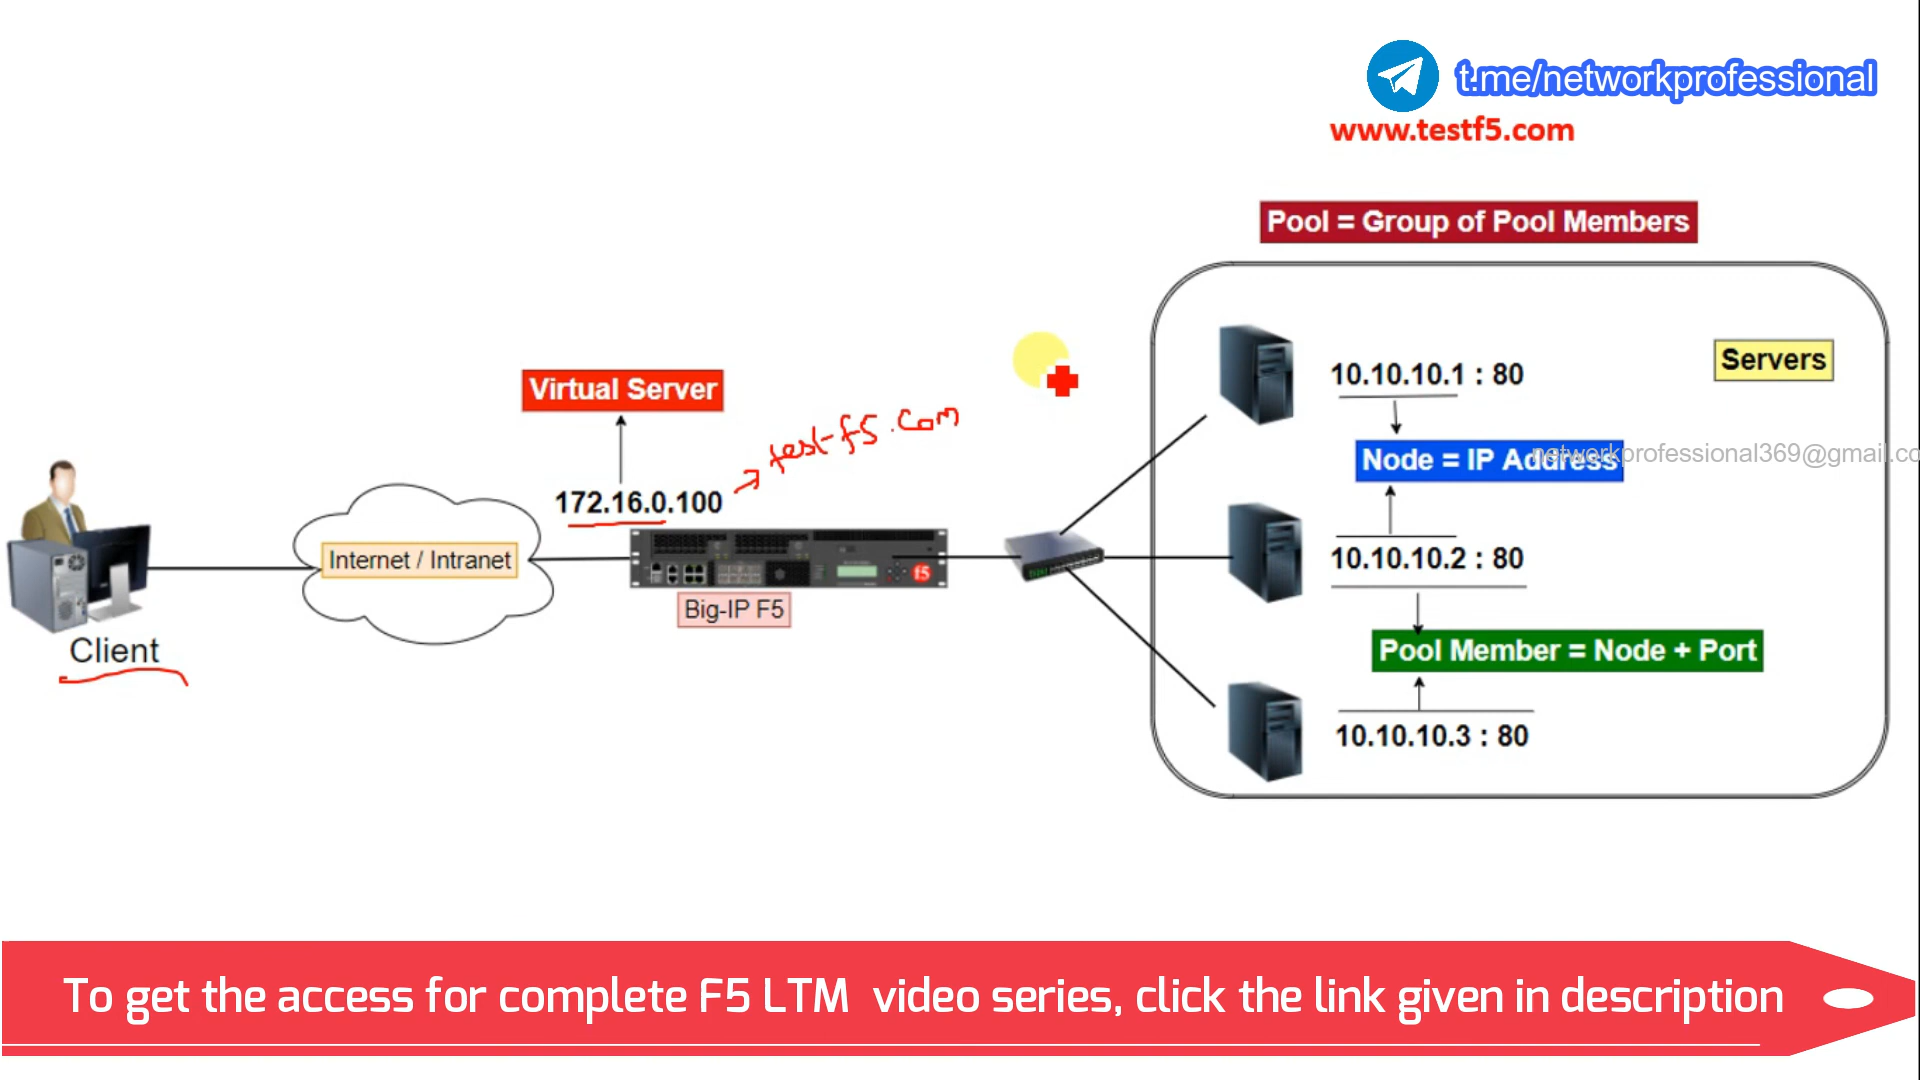 t.me/networkprofessional
www.testf5.com
Pool = Group of Pool Members
Servers
10.10.10.1 : 80
Virtual Server
test-f5.com
Node = IP Address
networkprofessional369@gmail.co
172.16.0.100
Internet / Intranet
f5
10.10.10.2 : 80
Big-IP F5
Client
Pool Member = Node + Port
10.10.10.3 : 80
To get the access for complete F5 LTM video series, click the link given in description